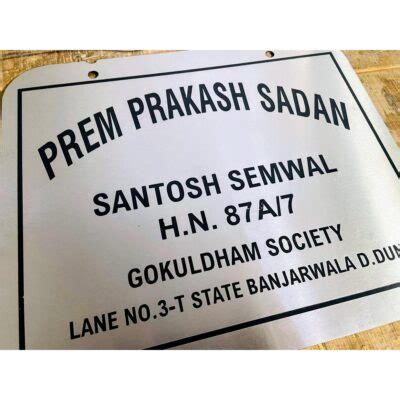 PREM PRAKASH SADAN
SANTOSH SEMWAL
H.N. 87A/7
GOKULDHAM SOCIETY
LANE NO.3-T STATE BANJARWALA D.DUN